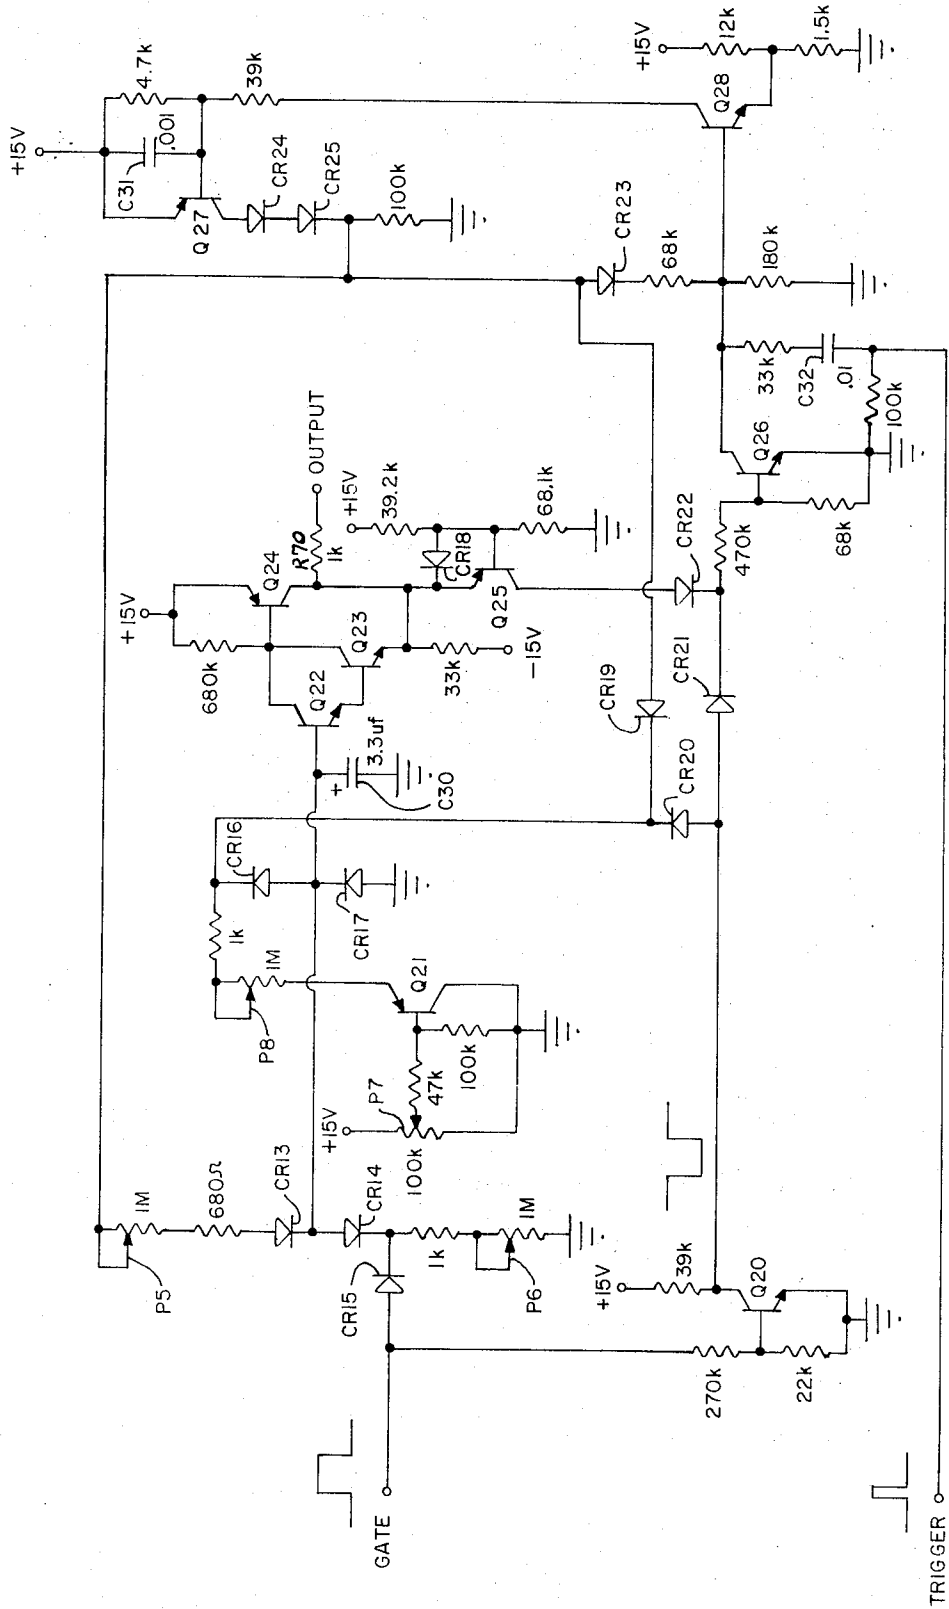 +15V
4.7k
39k
C31
.001
Q27
CR24
CR25
100k
+15V
12k
1.5k
Q28
CR23
68k
180k
33k
C32
.01
100k
Q26
68k
470k
CR22
CR21
CR20
CR19
+15V
680k
Q24
Q23
Q22
R70
1k
OUTPUT
+15V
39.2k
68.1k
CR18
Q25
33k
-15V
3.3uf
+
C30
CR16
CR17
1k
1M
P8
Q21
100k
47k
P7
+15V
100k
1M
P5
680Ω
CR13
CR14
CR15
1k
1M
P6
+15V
39k
Q20
270k
22k
GATE
TRIGGER